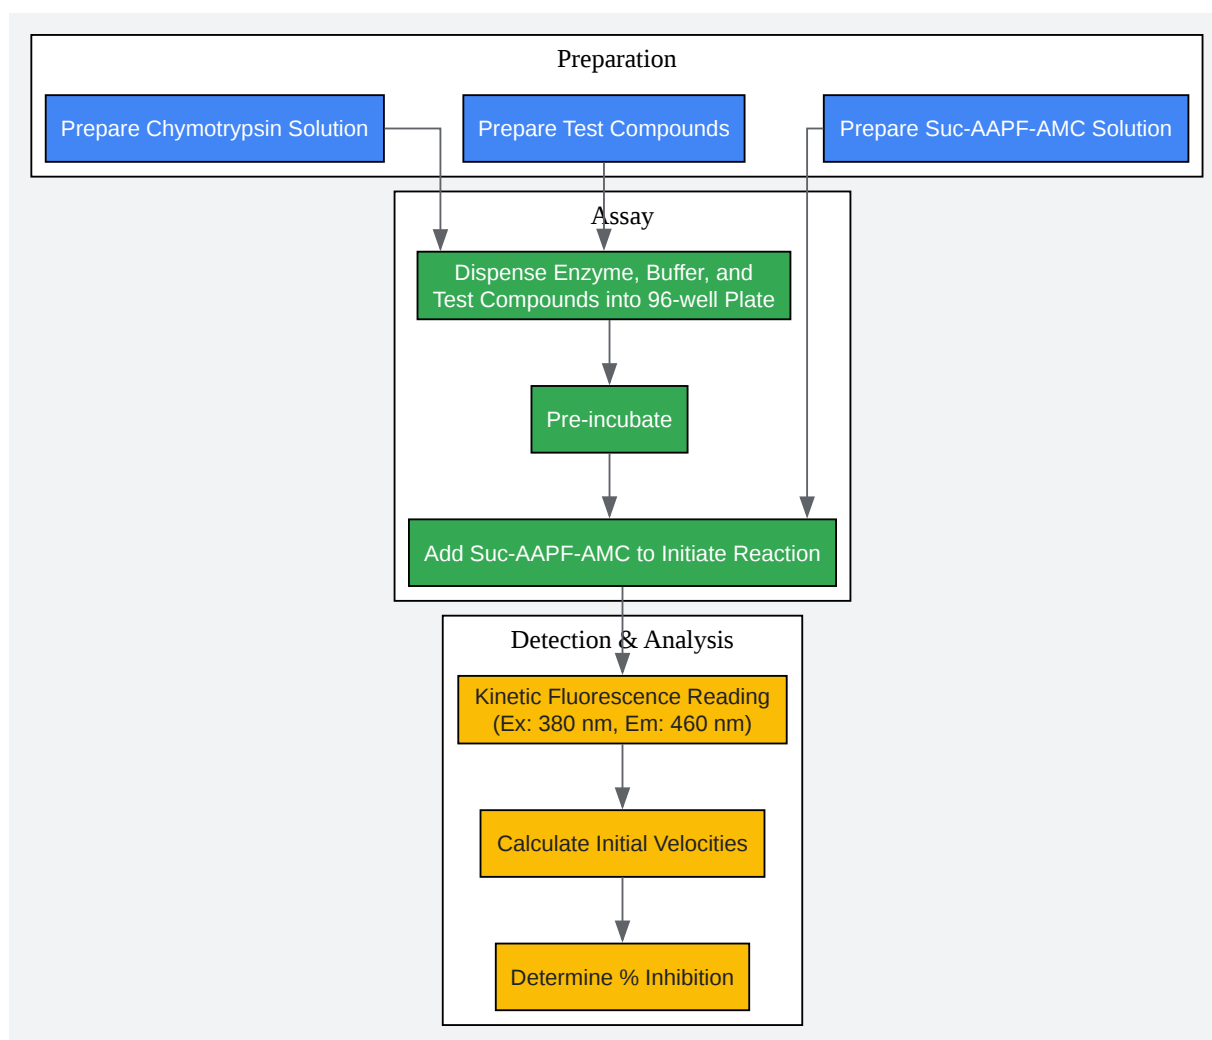 Preparation
Prepare Chymotrypsin Solution
Prepare Test Compounds
Prepare Suc-AAPF-AMC Solution
Assay
Dispense Enzyme, Buffer, and
Test Compounds into 96-well Plate
Pre-incubate
Add Suc-AAPF-AMC to Initiate Reaction
Detection & Analysis
Kinetic Fluorescence Reading
(Ex: 380 nm, Em: 460 nm)
Calculate Initial Velocities
Determine % Inhibition